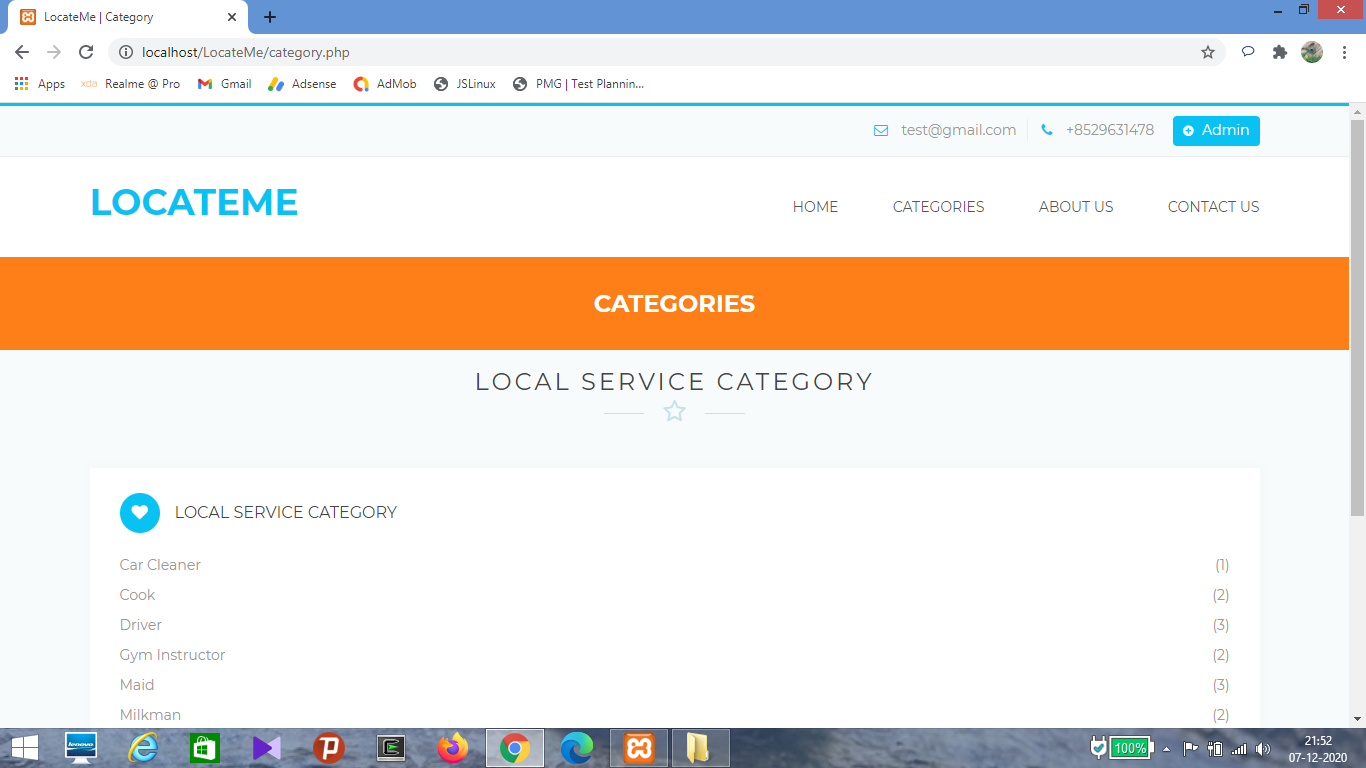 LocateMe | Category
localhost/LocateMe/category.php
Apps xda Realme @ Pro Gmail Adsense AdMob JSLinux PMG | Test Plannin...
test@gmail.com +8529631478 Admin
LOCATEME HOME CATEGORIES ABOUT US CONTACT US
CATEGORIES
LOCAL SERVICE CATEGORY
LOCAL SERVICE CATEGORY
Car Cleaner (1)
Cook (2)
Driver (3)
Gym Instructor (2)
Maid (3)
Milkman (2)
lenovo 100% 21:52
07-12-2020